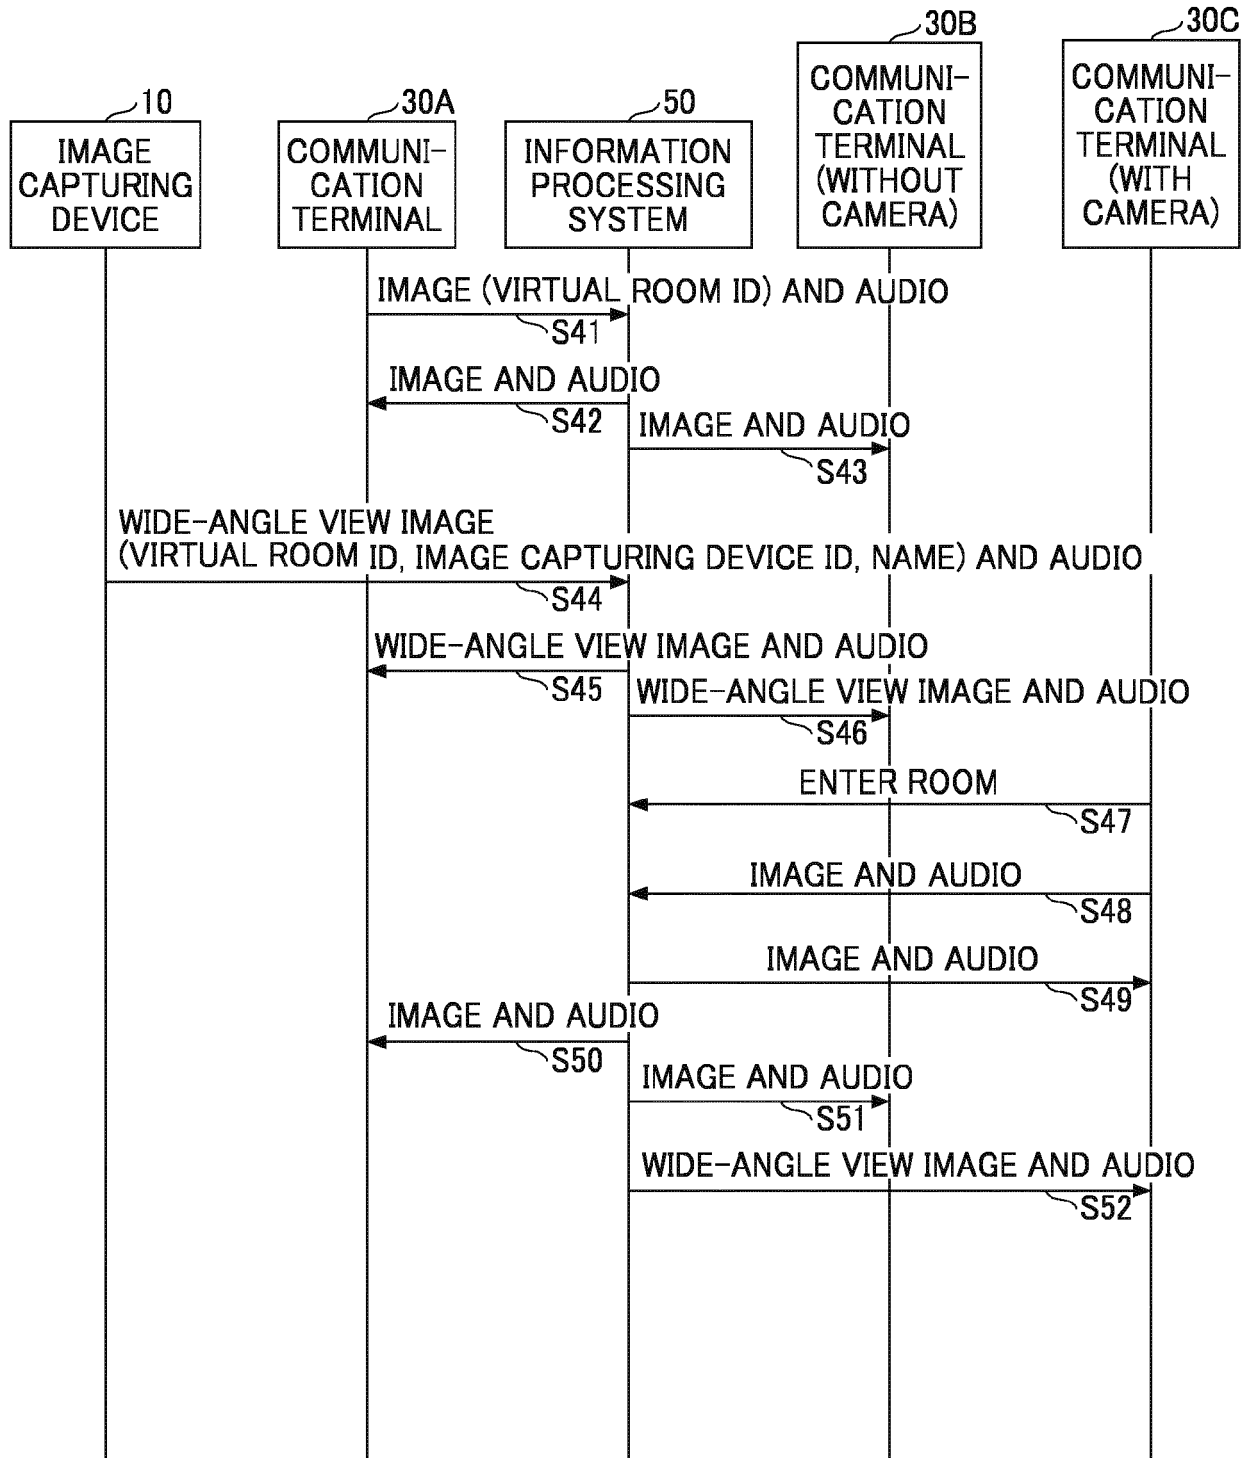 10
IMAGE
CAPTURING
DEVICE
30A
COMMUNI-
CATION
TERMINAL
50
INFORMATION
PROCESSING
SYSTEM
30B
COMMUNI-
CATION
TERMINAL
(WITHOUT
CAMERA)
30C
COMMUNI-
CATION
TERMINAL
(WITH
CAMERA)
IMAGE (VIRTUAL ROOM ID) AND AUDIO
S41
IMAGE AND AUDIO
S42
IMAGE AND AUDIO
S43
WIDE-ANGLE VIEW IMAGE
(VIRTUAL ROOM ID, IMAGE CAPTURING DEVICE ID, NAME) AND AUDIO
S44
WIDE-ANGLE VIEW IMAGE AND AUDIO
S45
WIDE-ANGLE VIEW IMAGE AND AUDIO
S46
ENTER ROOM
S47
IMAGE AND AUDIO
S48
IMAGE AND AUDIO
S49
IMAGE AND AUDIO
S50
IMAGE AND AUDIO
S51
WIDE-ANGLE VIEW IMAGE AND AUDIO
S52